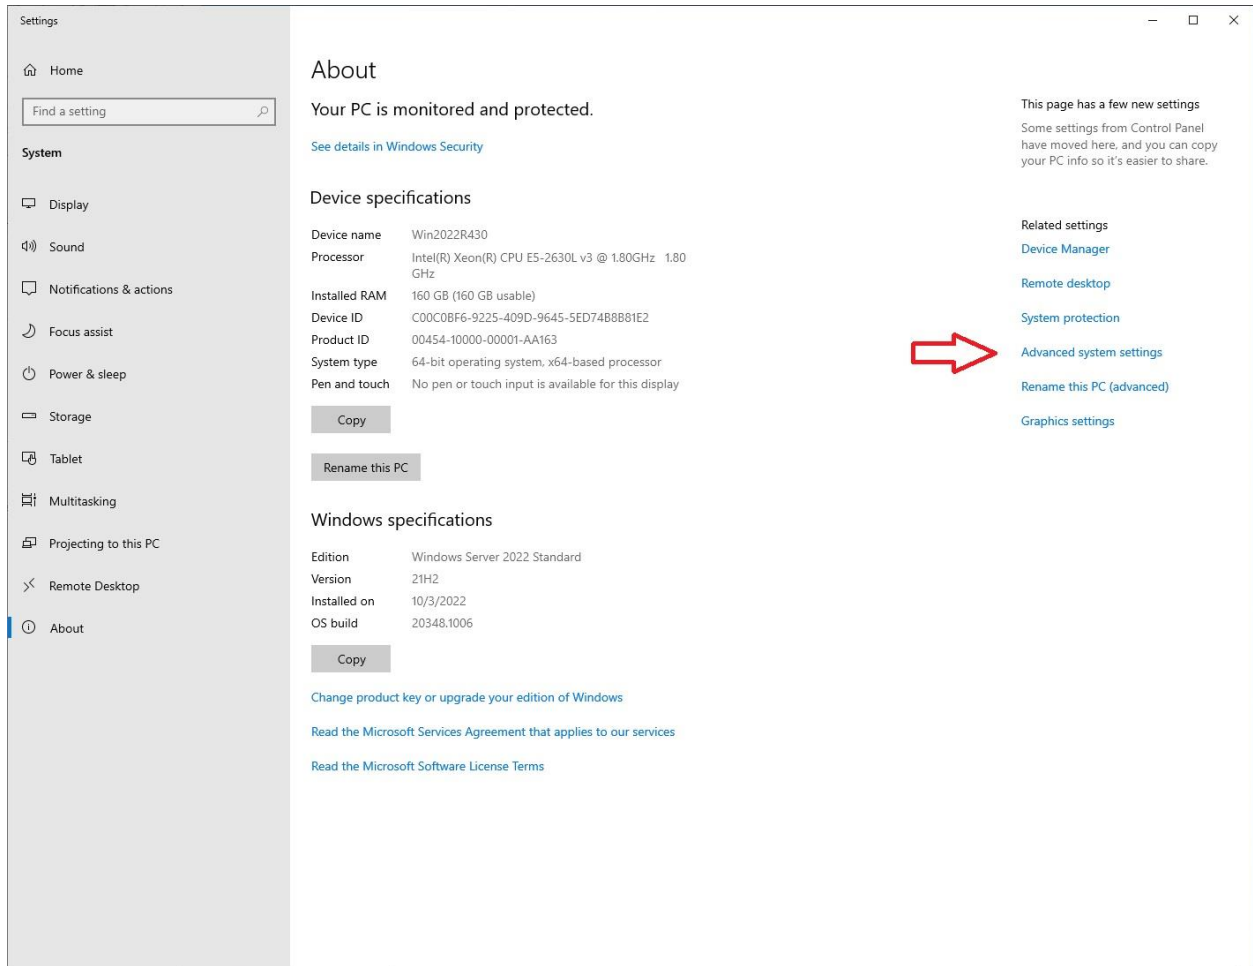 Settings
Home
Find a setting
System
Display
Sound
Notifications & actions
Focus assist
Power & sleep
Storage
Tablet
Multitasking
Projecting to this PC
Remote Desktop
About
About
Your PC is monitored and protected.
See details in Windows Security
Device specifications
Device name Win2022R430
Processor Intel(R) Xeon(R) CPU E5-2630L v3 @ 1.80GHz 1.80
GHz
Installed RAM 160 GB (160 GB usable)
Device ID C00C0BF6-9225-409D-9645-5ED74B8B81E2
Product ID 00454-10000-00001-AA163
System type 64-bit operating system, x64-based processor
Pen and touch No pen or touch input is available for this display
Copy
Rename this PC
Windows specifications
Edition Windows Server 2022 Standard
Version 21H2
Installed on 10/3/2022
OS build 20348.1006
Copy
Change product key or upgrade your edition of Windows
Read the Microsoft Services Agreement that applies to our services
Read the Microsoft Software License Terms
This page has a few new settings
Some settings from Control Panel
have moved here, and you can copy
your PC info so it's easier to share.
Related settings
Device Manager
Remote desktop
System protection
Advanced system settings
Rename this PC (advanced)
Graphics settings